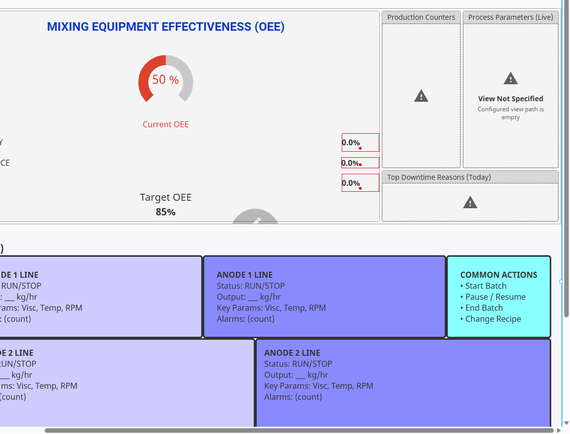 MIXING EQUIPMENT EFFECTIVENESS (OEE)
50 %
Current OEE
Y
0.0%
CE
0.0%
0.0%
Target OEE
85%
Production Counters
Process Parameters (Live)
View Not Specified
Configured view path is
empty
Top Downtime Reasons (Today)
)
DE 1 LINE
RUN/STOP
: ___ kg/hr
rams: Visc, Temp, RPM
: (count)
ANODE 1 LINE
Status: RUN/STOP
Output: ___ kg/hr
Key Params: Visc, Temp, RPM
Alarms: (count)
COMMON ACTIONS
• Start Batch
• Pause / Resume
• End Batch
• Change Recipe
E 2 LINE
UN/STOP
___ kg/hr
ms: Visc, Temp, RPM
(count)
ANODE 2 LINE
Status: RUN/STOP
Output: ___ kg/hr
Key Params: Visc, Temp, RPM
Alarms: (count)